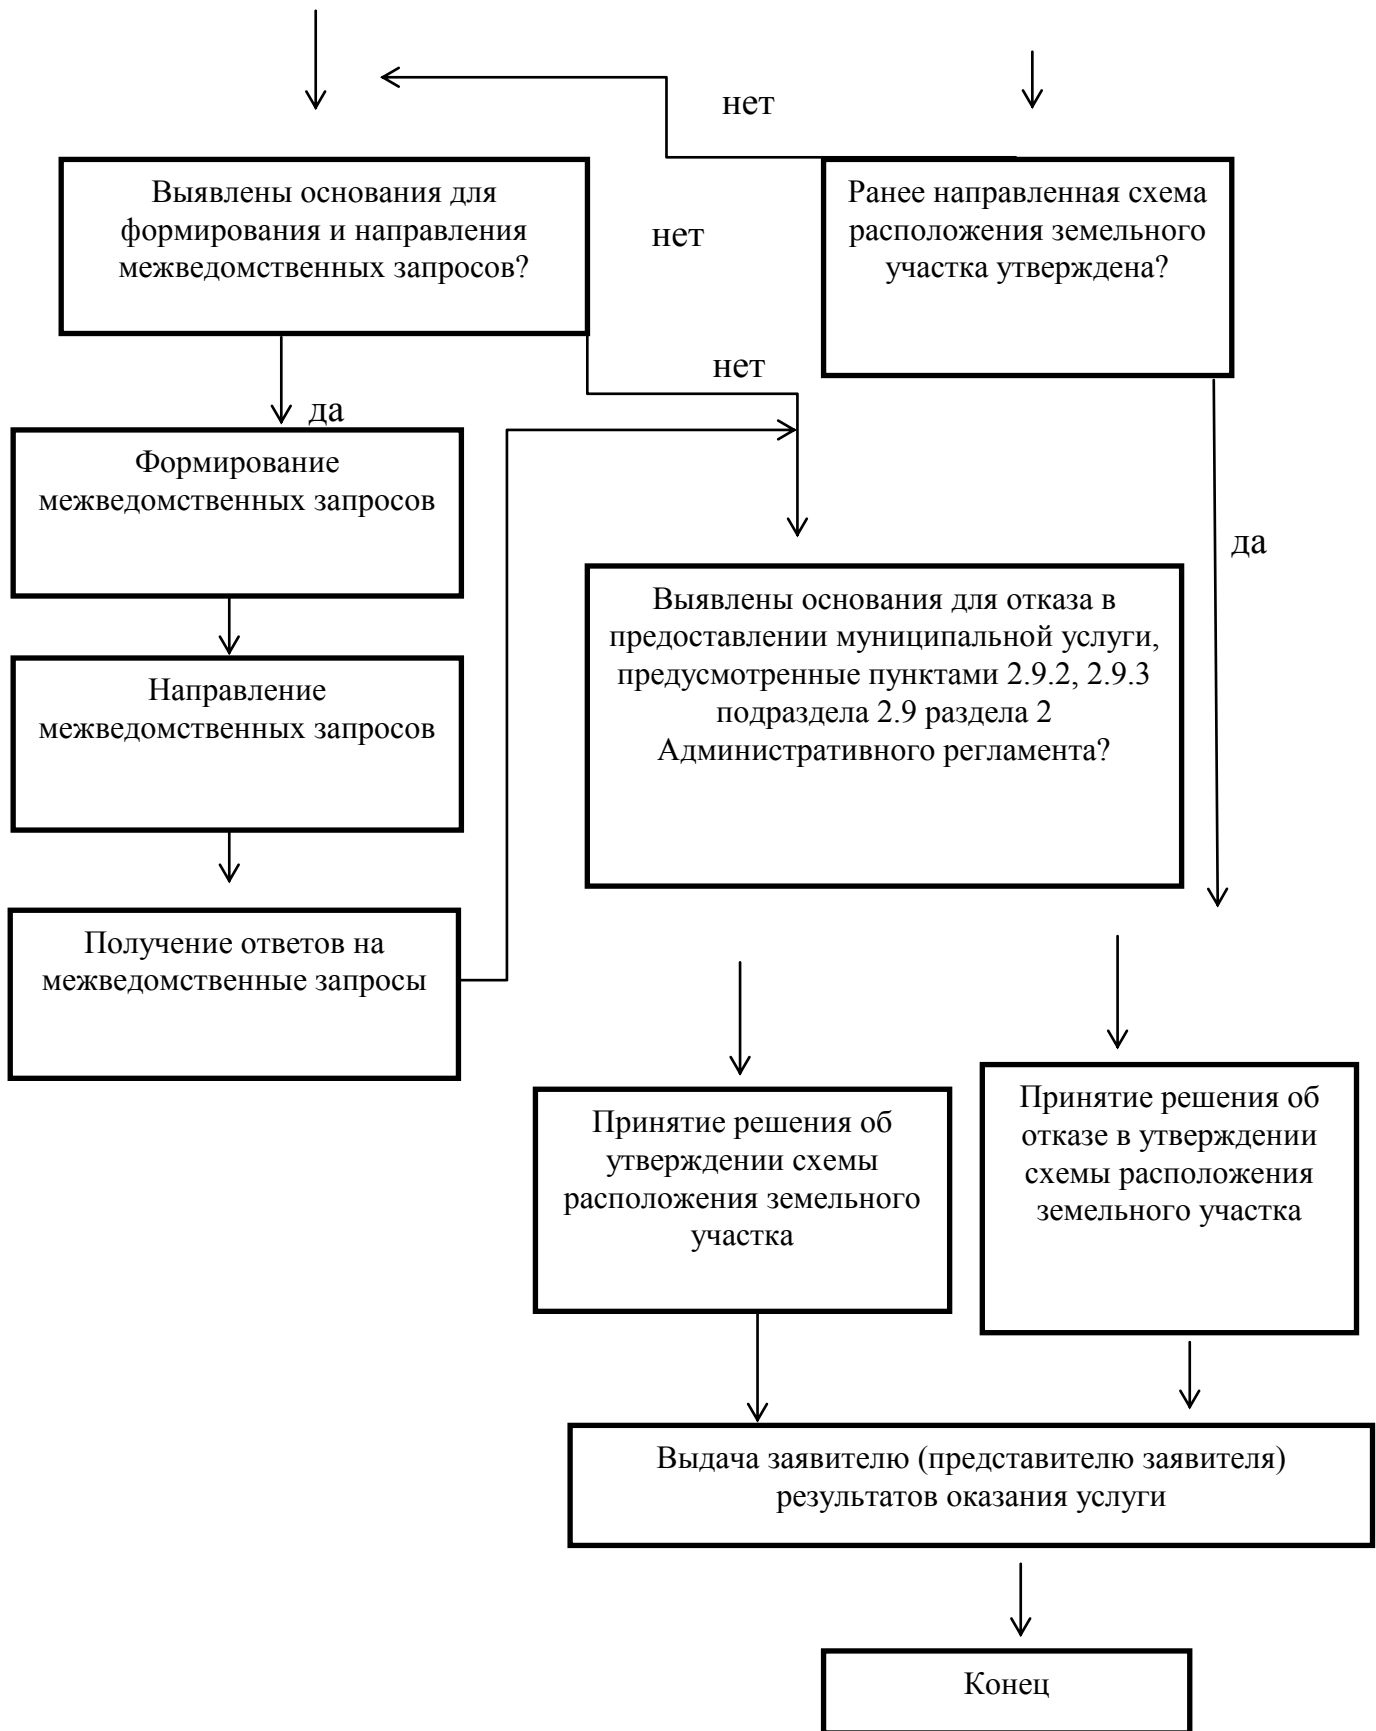 нет
Выявлены основания для
формирования и направления
межведомственных запросов?
нет
Ранее направленная схема
расположения земельного
участка утверждена?
нет
да
Формирование
межведомственных запросов
да
Направление
межведомственных запросов
Выявлены основания для отказа в
предоставлении муниципальной услуги,
предусмотренные пунктами 2.9.2, 2.9.3
подраздела 2.9 раздела 2
Административного регламента?
Получение ответов на
межведомственные запросы
Принятие решения об
утверждении схемы
расположения земельного
участка
Принятие решения об
отказе в утверждении
схемы расположения
земельного участка
Выдача заявителю (представителю заявителя)
результатов оказания услуги
Конец